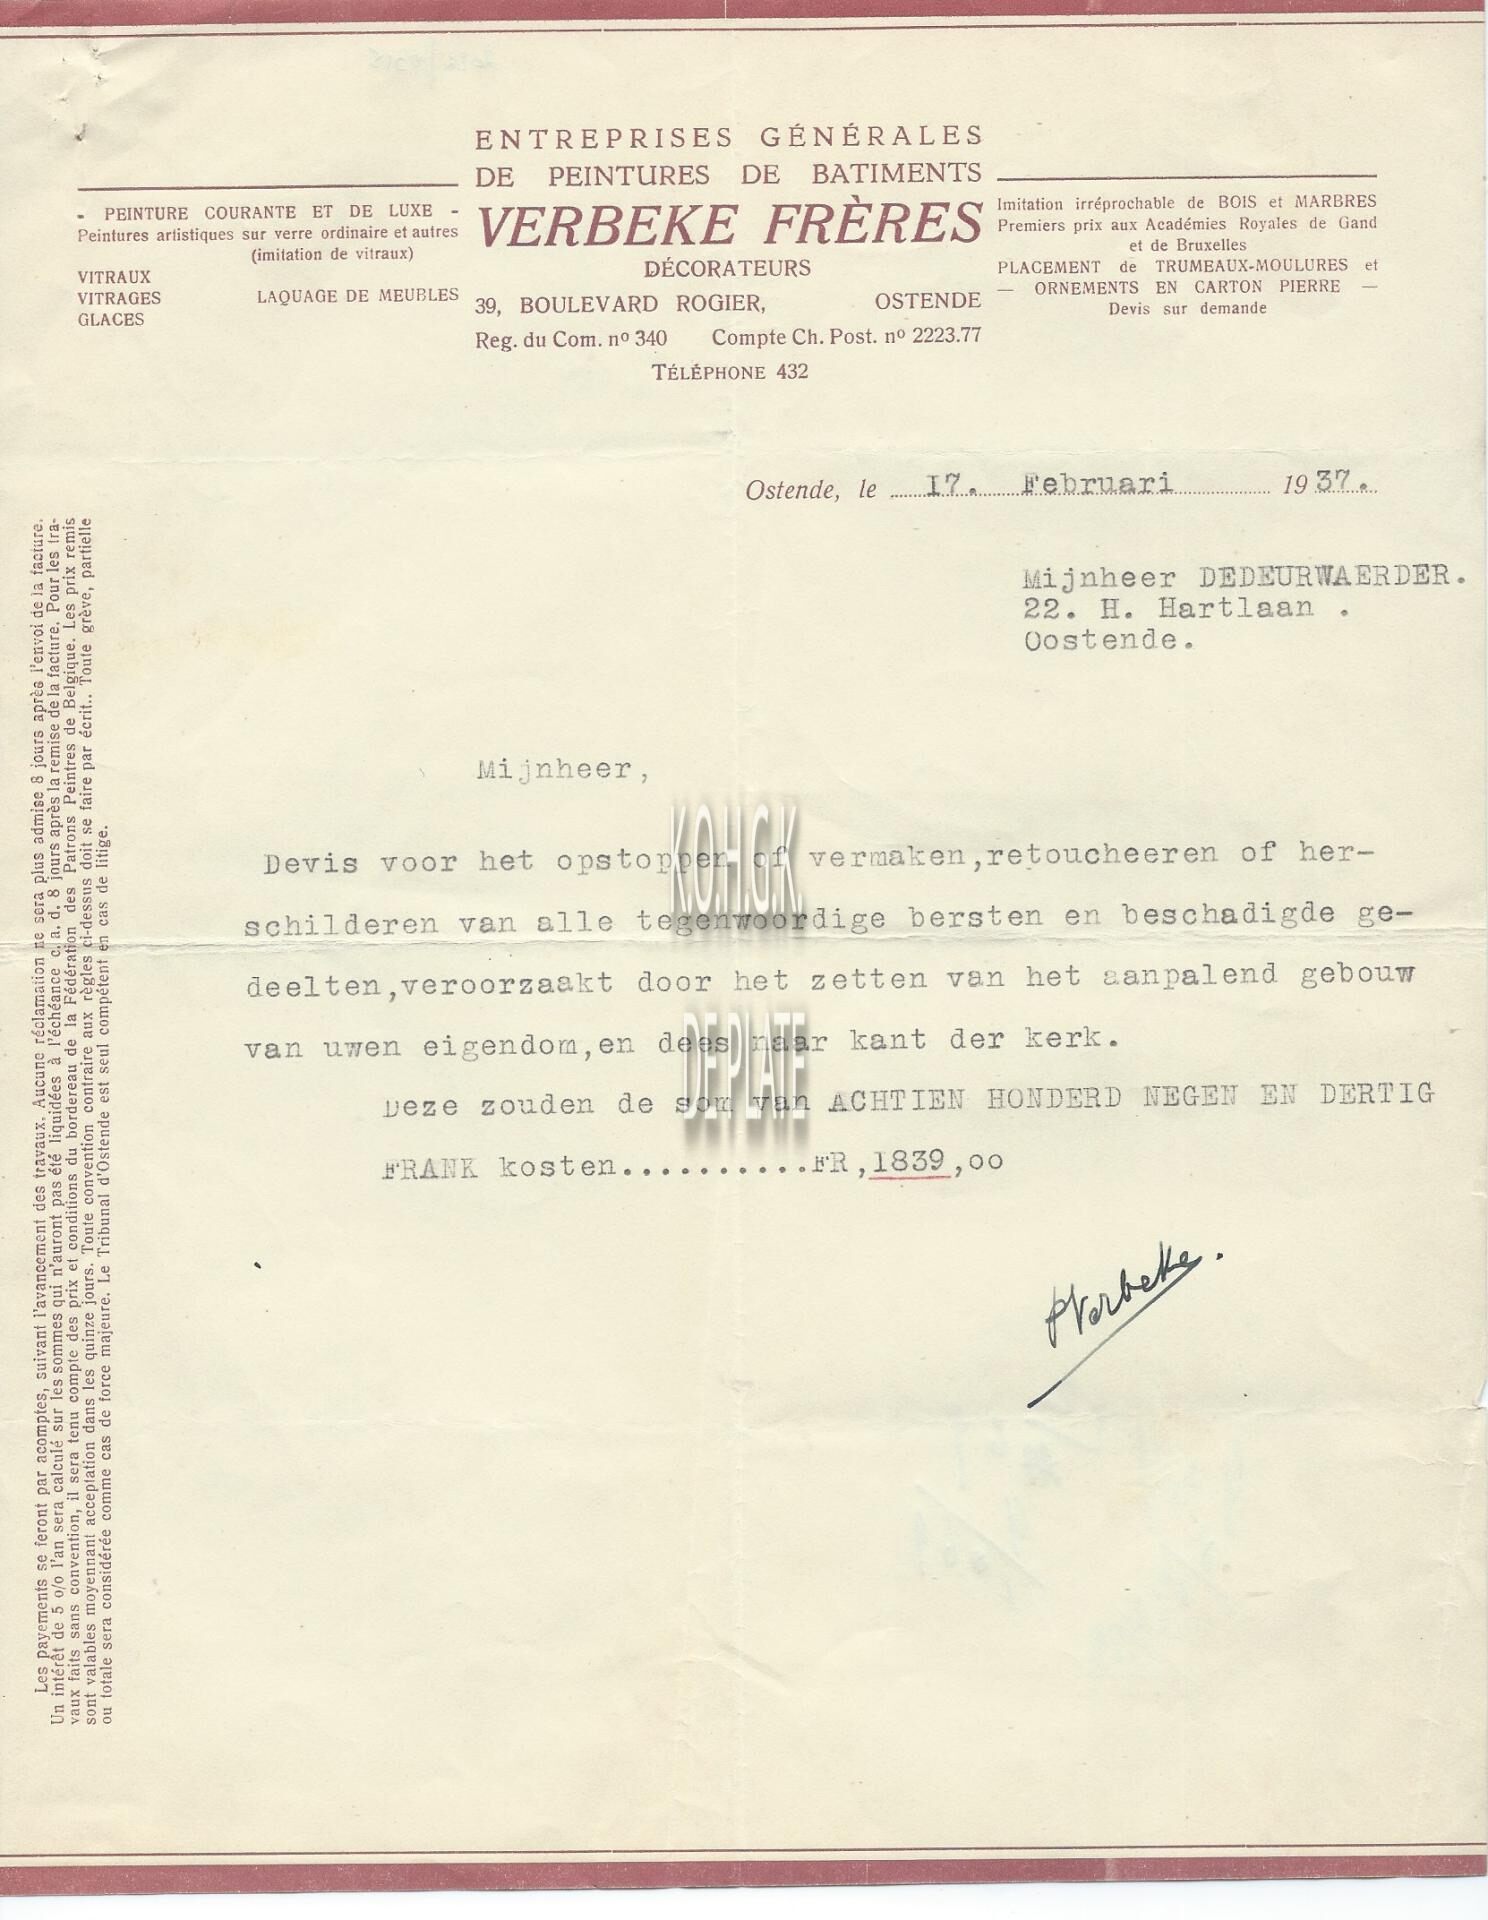 ENTREPRISES GÉNÉRALES
DE PEINTURES DE BATIMENTS
VERBEKE FRÈRES
DÉCORATEURS
39, BOULEVARD ROGIER, OSTENDE
Reg. du Com. nº 340 Compte Ch. Post. nº 2223.77
TÉLÉPHONE 432
- PEINTURE COURANTE ET DE LUXE -
Peintures artistiques sur verre ordinaire et autres
(imitation de vitraux)
VITRAUX
VITRAGES LAQUAGE DE MEUBLES
GLACES
Imitation irréprochable de BOIS et MARBRES
Premiers prix aux Académies Royales de Gand
et de Bruxelles
PLACEMENT de TRUMEAUX-MOULURES et
— ORNEMENTS EN CARTON PIERRE —
Devis sur demande
Ostende, le 17. Februari 1937.
Mijnheer DEDEURWAERDER.
22. H. Hartlaan .
Oostende.
Mijnheer,
Devis voor het opstoppen of vermaken,retoucheeren of her-
schilderen van alle tegenwoordige bersten en beschadigde ge-
deelten,veroorzaakt door het zetten van het aanpalend gebouw
van uwen eigendom,en dees naar kant der kerk.
Deze zouden de som van ACHTIEN HONDERD NEGEN EN DERTIG
FRANK kosten..........FR,1839,oo
PVerbeke.
K.O.H.G.K
DE PLATE
Les payements se feront par acomptes, suivant l'avancement des travaux. Aucune réclamation ne sera plus admise 8 jours après l'envoi de la facture.
Un intérêt de 5 o/o l'an sera calculé sur les sommes qui n'auront pas été liquidées à l'échéance c. a. d. 8 jours après la remise de la facture. Pour les tra-
vaux faits sans convention, il sera tenu compte des prix et conditions du bordereau de la Fédération des Patrons Peintres de Belgique. Les prix remis
sont valables moyennant acceptation dans les quinze jours. Toute convention contraire aux règles ci-dessus doit se faire par écrit.. Toute grève, partielle
ou totale sera considérée comme cas de force majeure. Le Tribunal d'Ostende est seul compétent en cas de litige.